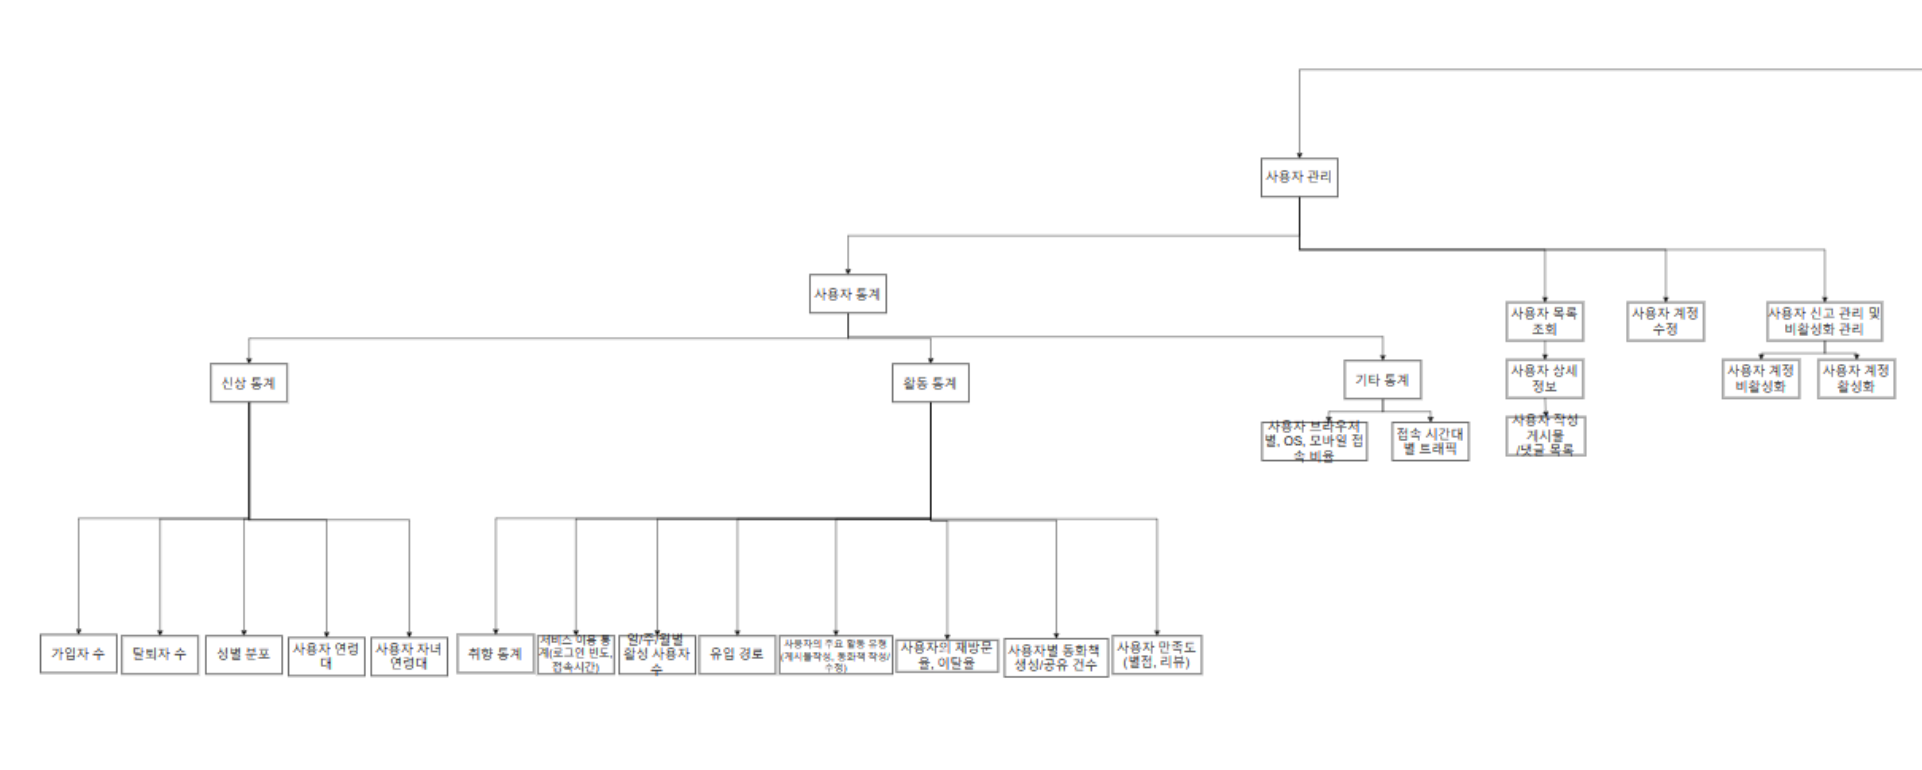 사용자 관리
사용자 통계
사용자 목록
조회
사용자 계정
수정
사용자 신고 관리 및
비활성화 관리
신상 통계
활동 통계
기타 통계
사용자 상세
정보
사용자 계정
비활성화
사용자 계정
활성화
사용자 브라우저
별, OS, 모바일 접
속 비율
접속 시간대
별 트래픽
사용자 작성
게시물
/댓글 목록
가입자 수
탈퇴자 수
성별 분포
사용자 연령
대
사용자 자녀
연령대
취향 통계
서비스 이용 통
계(로그인 빈도,
접속시간)
일/주/월별
활성 사용자
수
유입 경로
사용자의 주요 활동 유형
(게시물작성, 동화책 작성/
수정)
사용자의 재방문
율, 이탈율
사용자별 동화책
생성/공유 건수
사용자 만족도
(별점, 리뷰)